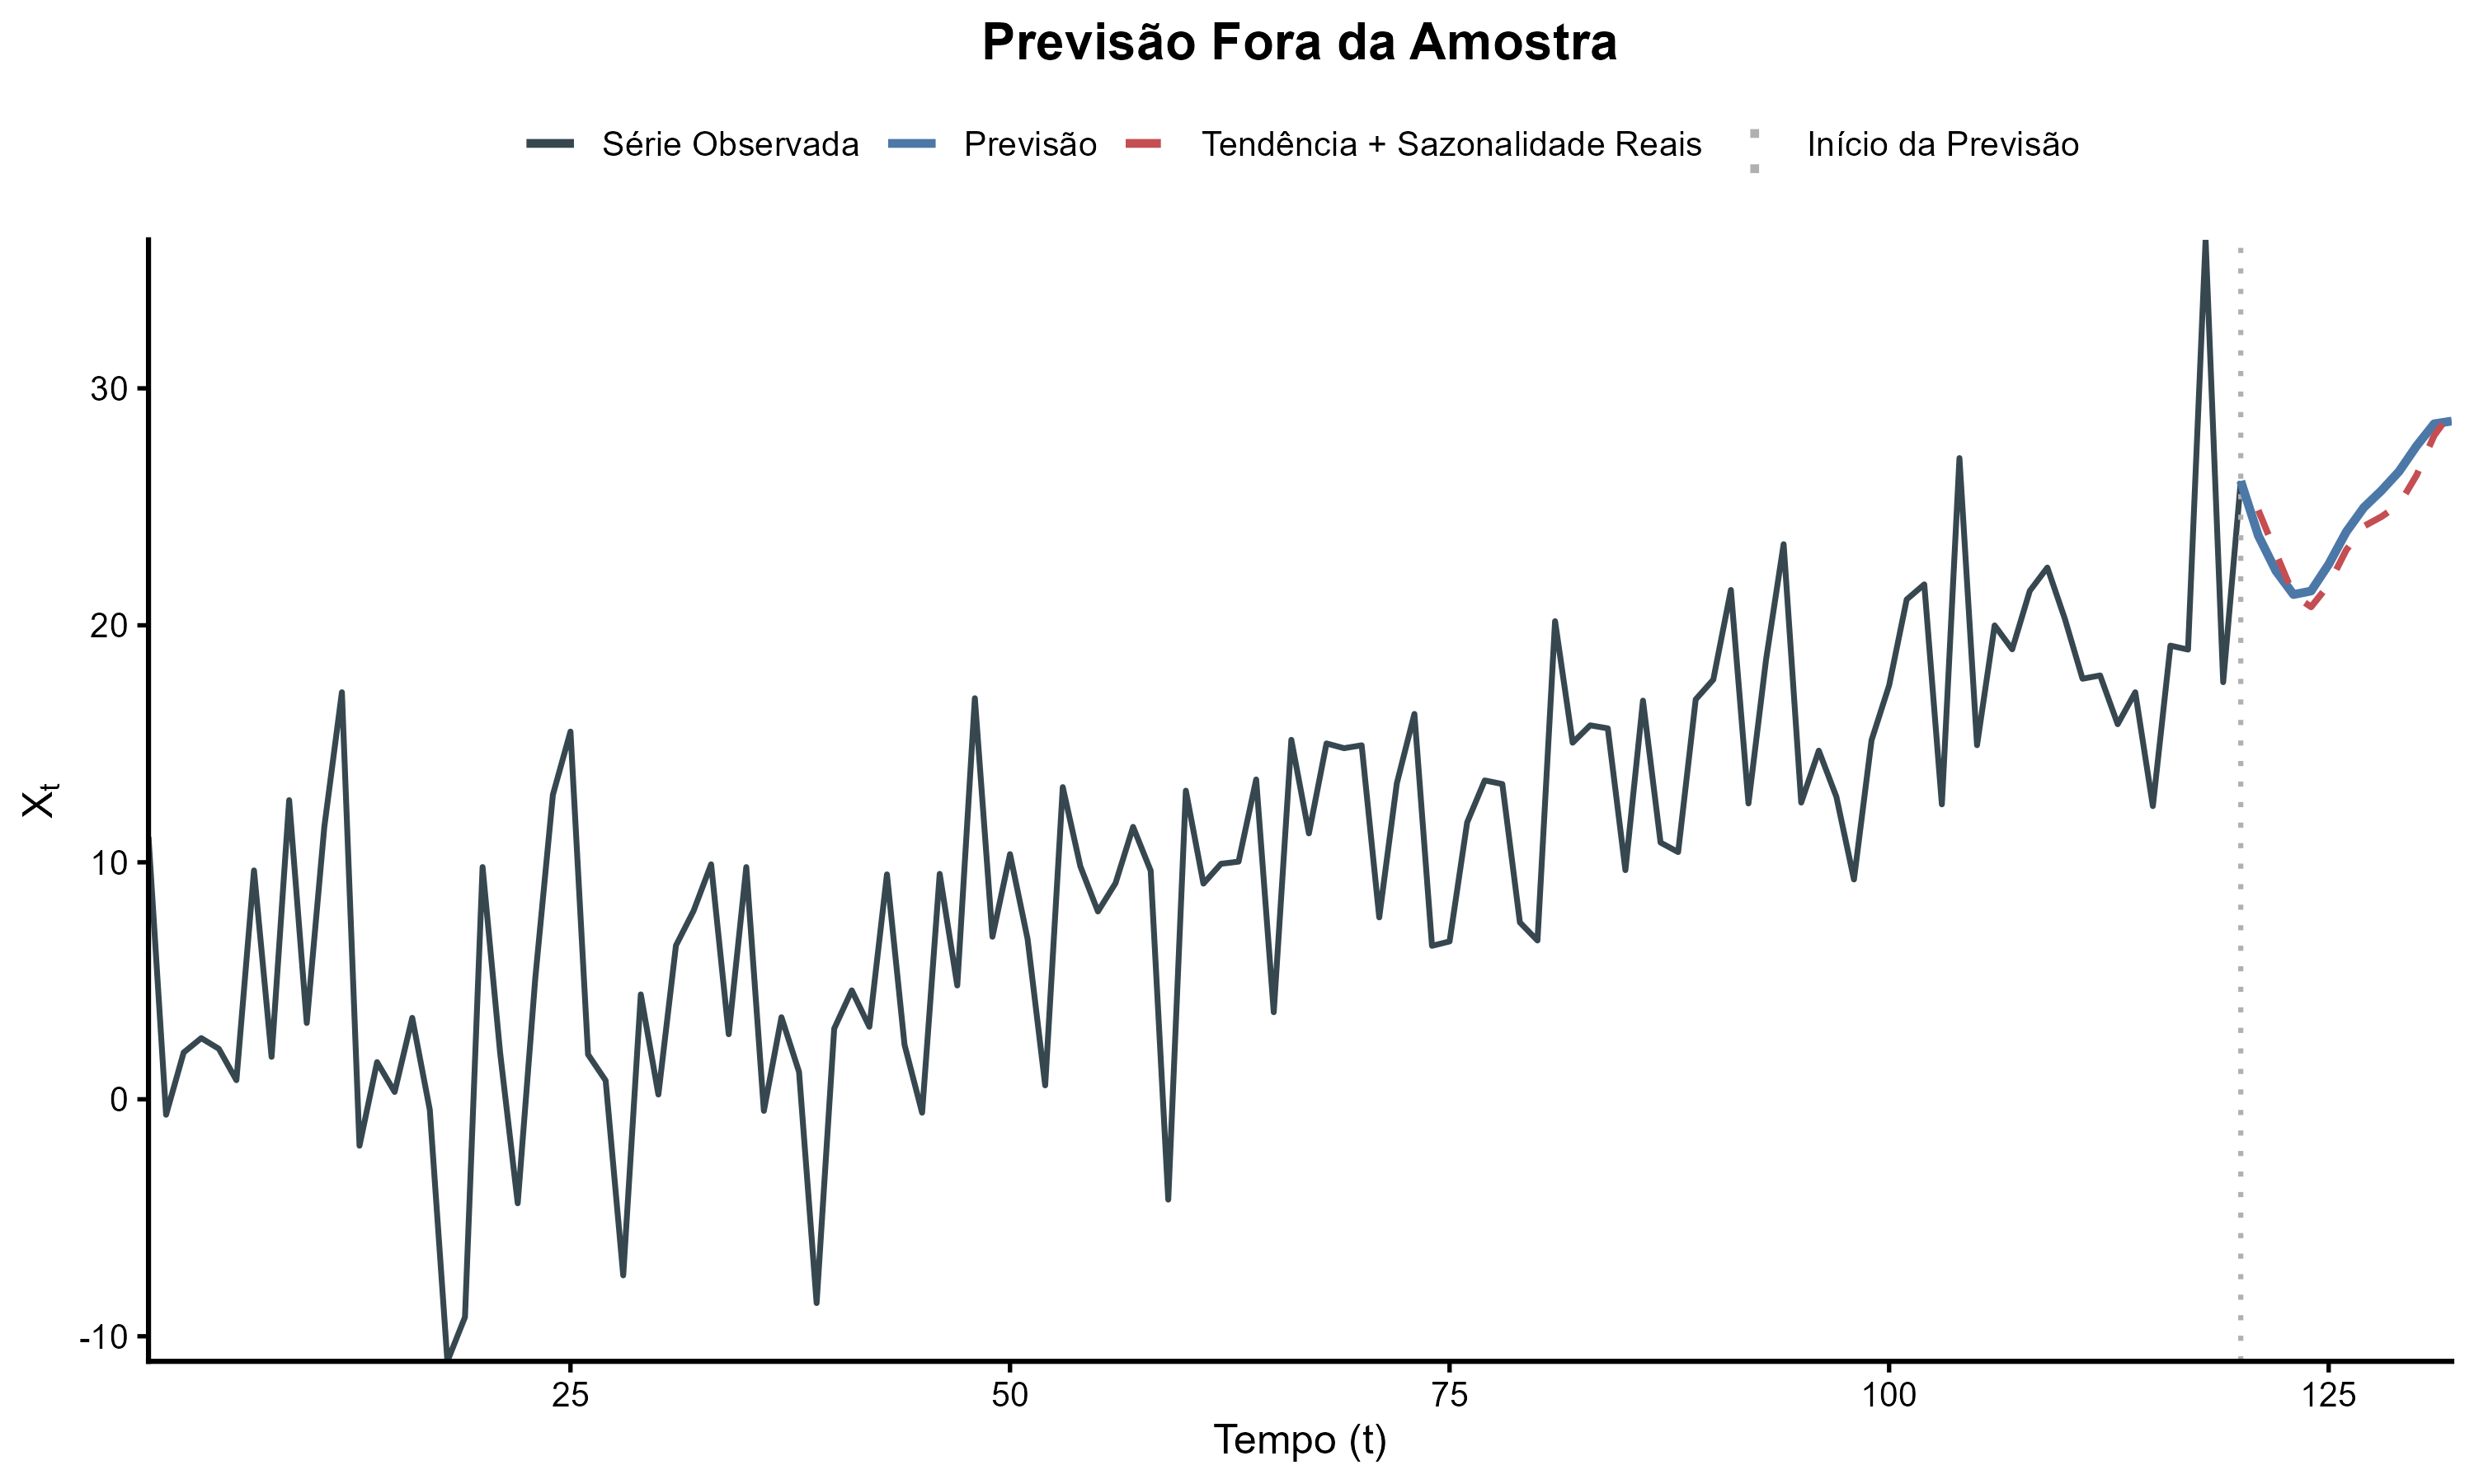 Previsão Fora da Amostra
Série Observada Previsão Tendência + Sazonalidade Reais Início da Previsão
30
20
10
0
-10
Xt
25 50 75 100 125
Tempo (t)